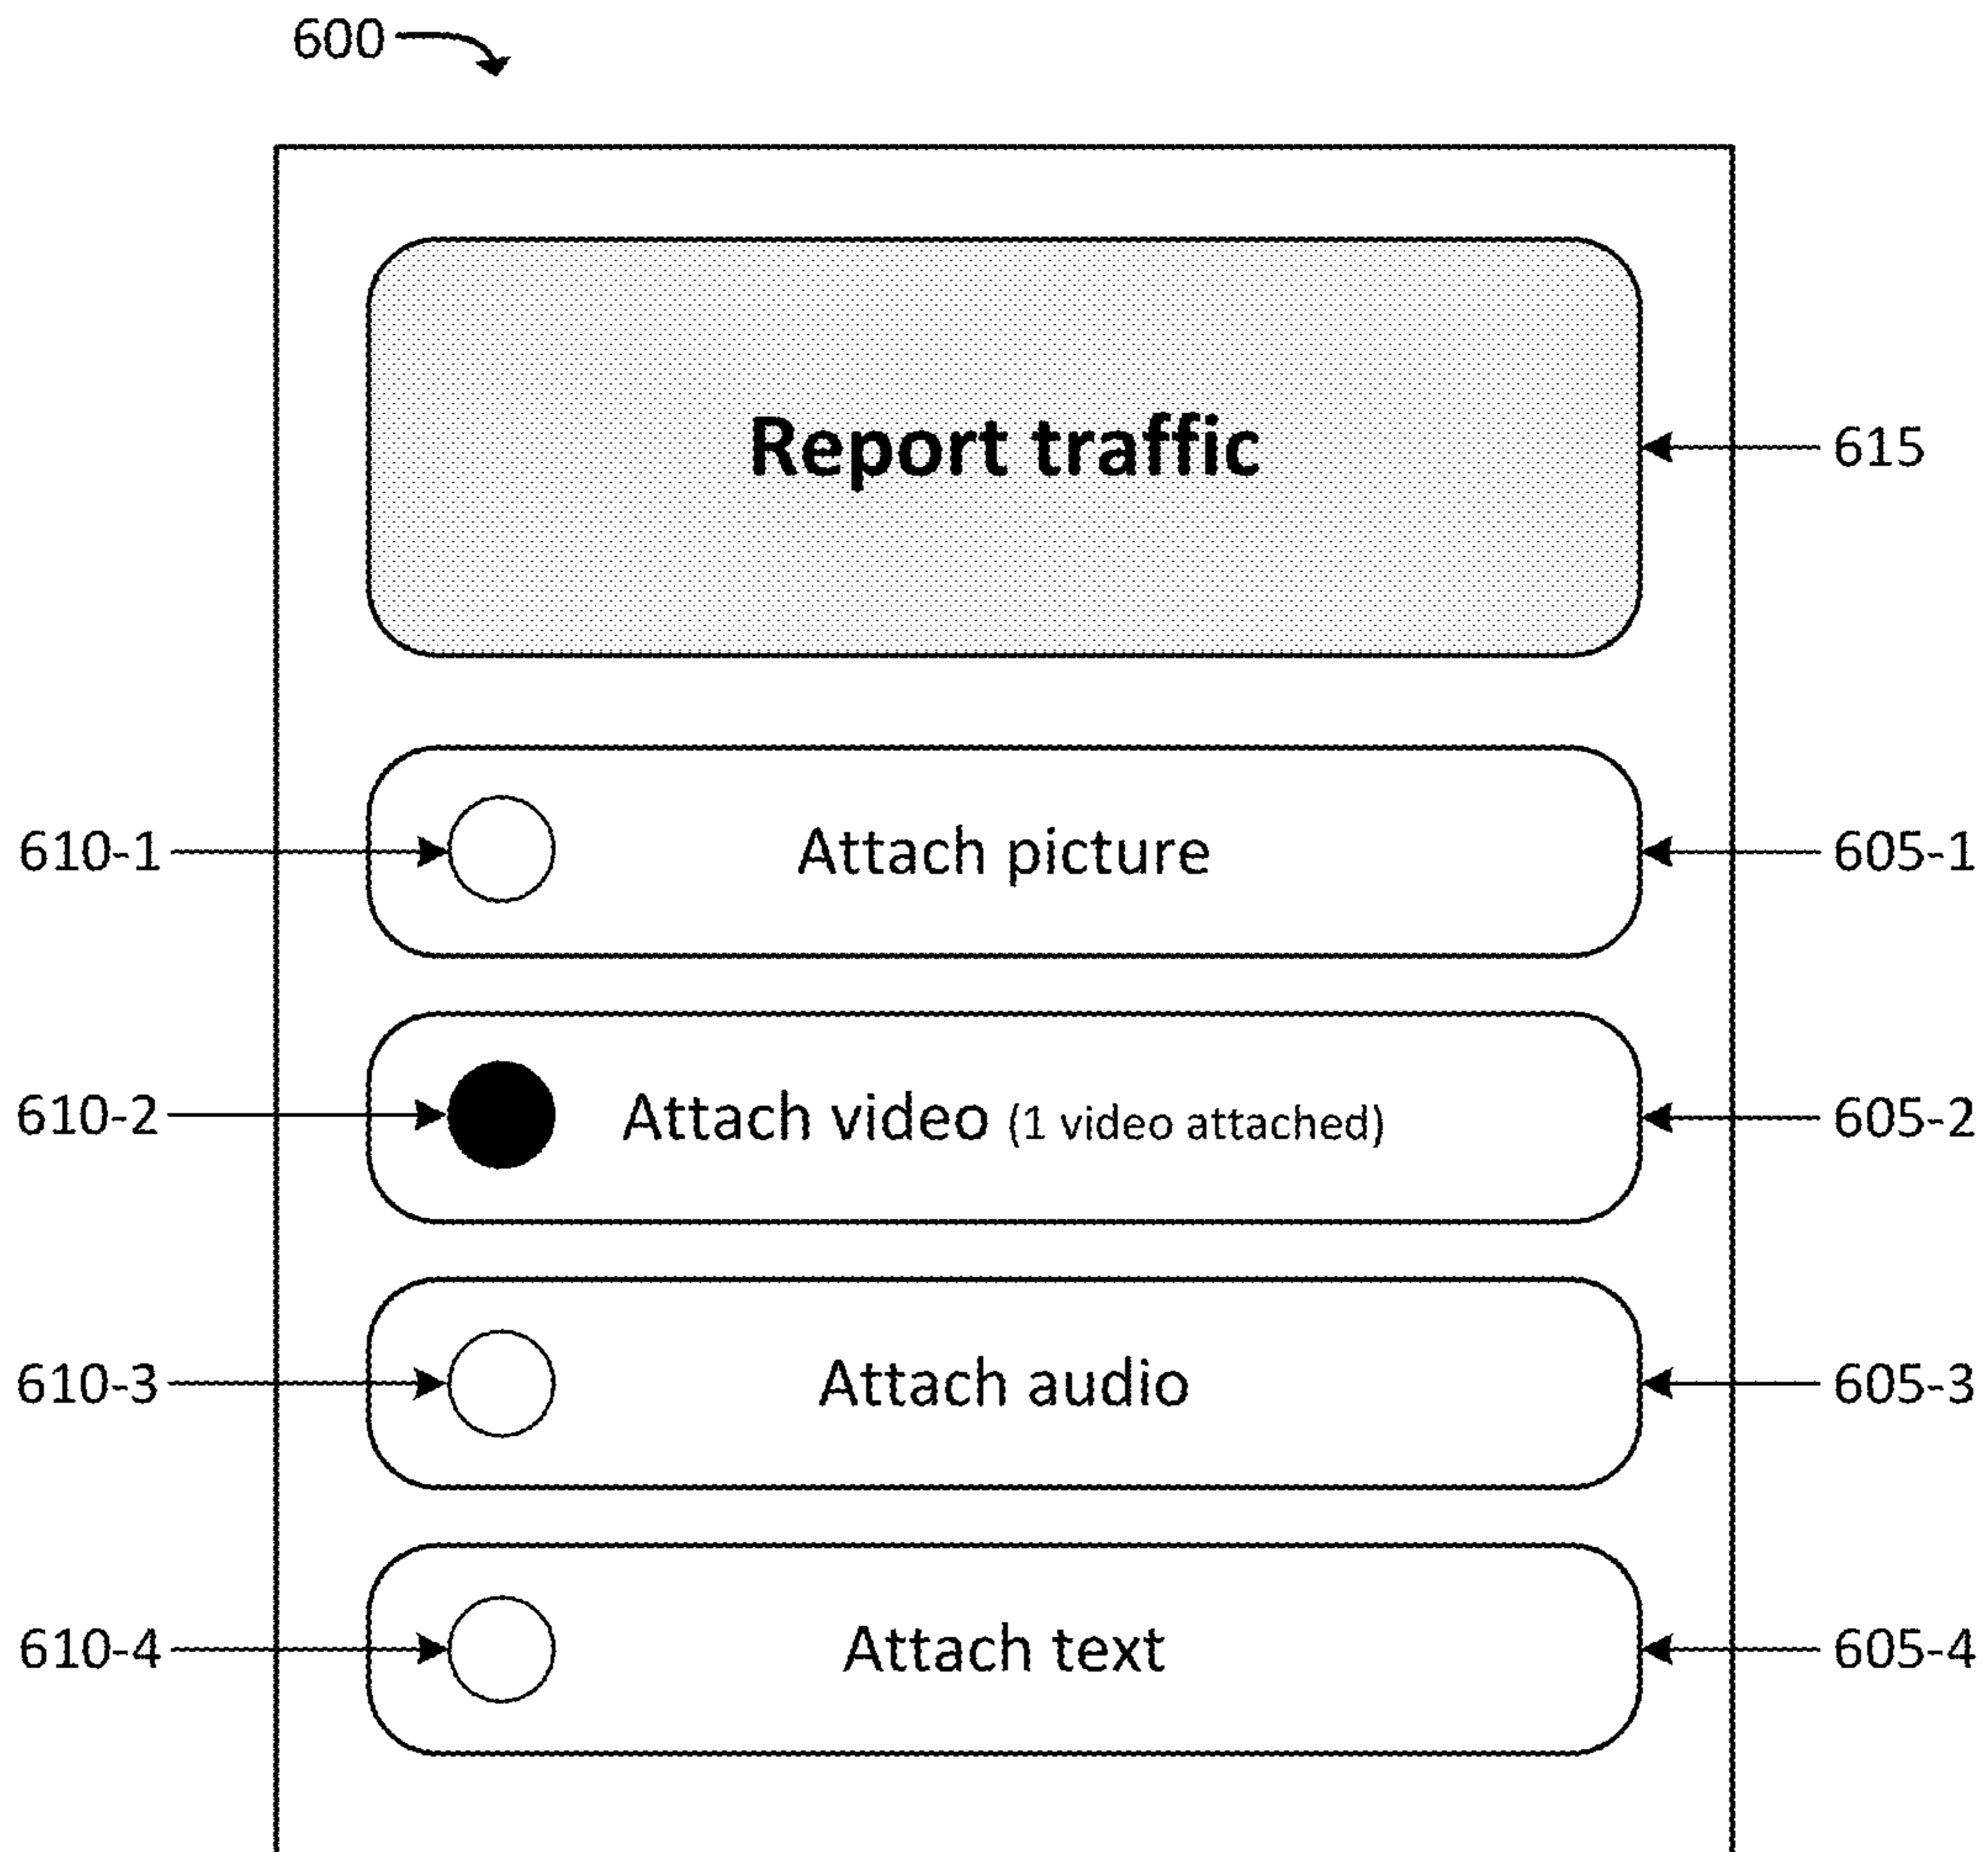 600
Report traffic
615
610-1
Attach picture
605-1
610-2
Attach video (1 video attached)
605-2
610-3
Attach audio
605-3
610-4
Attach text
605-4